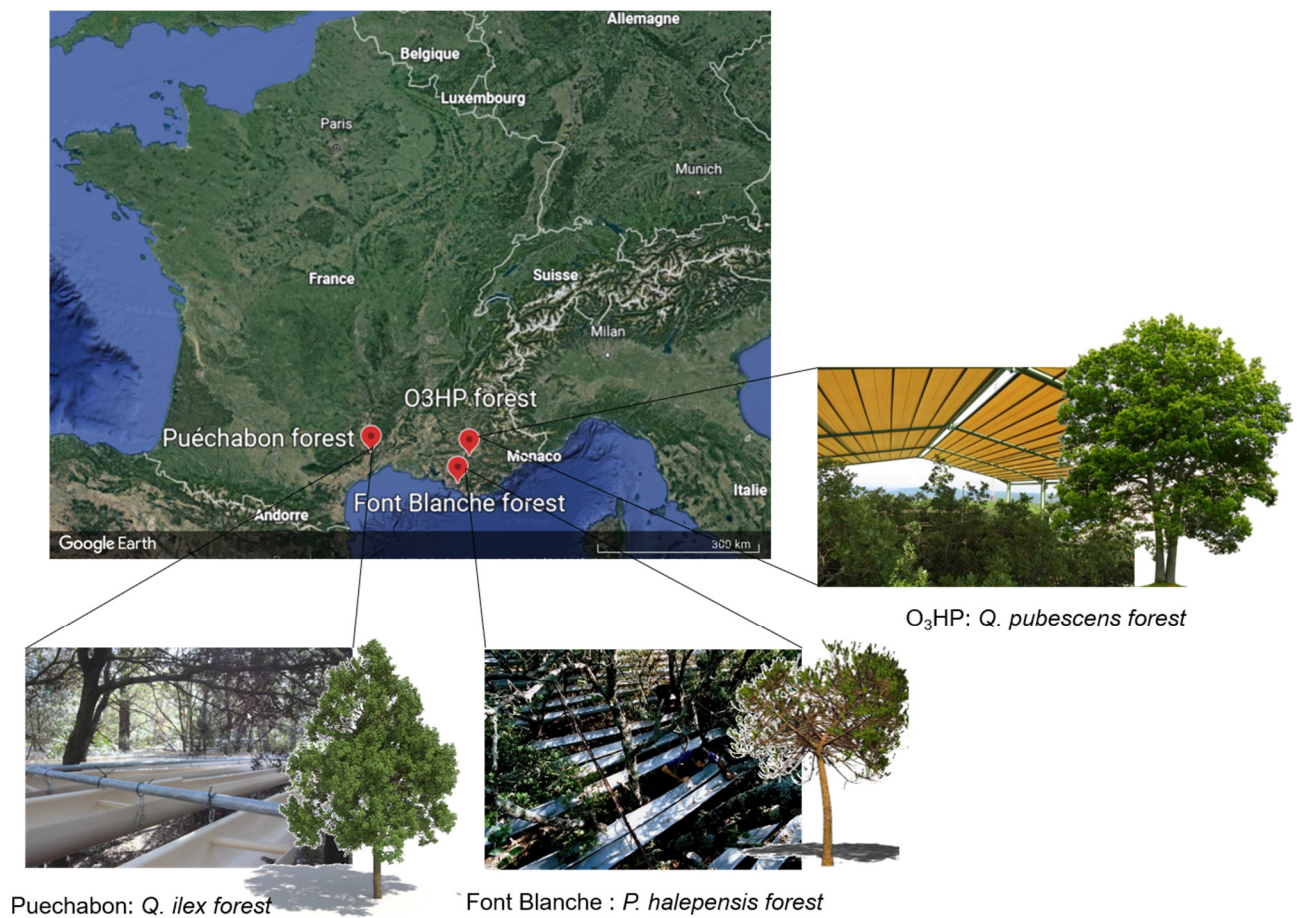 Allemagne
Belgique
Luxembourg
Paris
Munich
France
Suisse
Milan
O3HP forest
Puéchabon forest
Monaco
Font Blanche forest
Italie
Andorre
Google Earth
300 km
O₃HP: Q. pubescens forest
Puechabon: Q. ilex forest
Font Blanche : P. halepensis forest